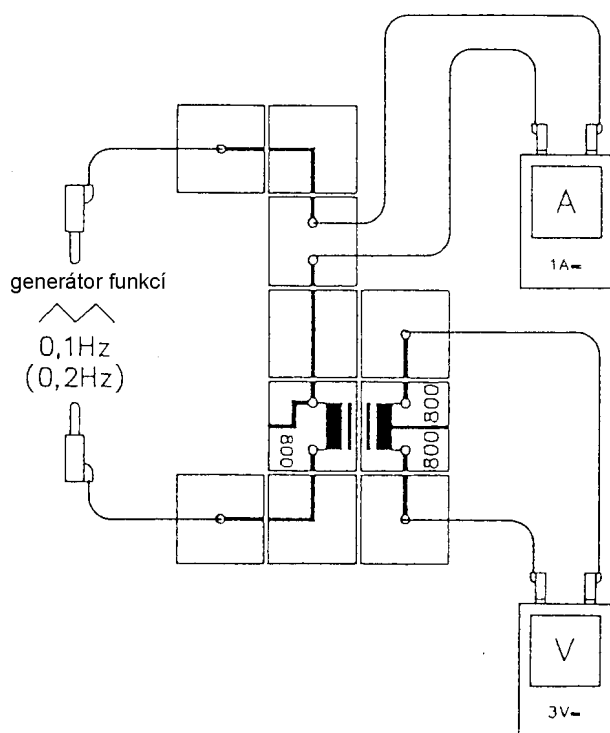 A
1A=
generátor funkcí
0,1Hz
(0,2Hz)
800
800
800
V
3V=